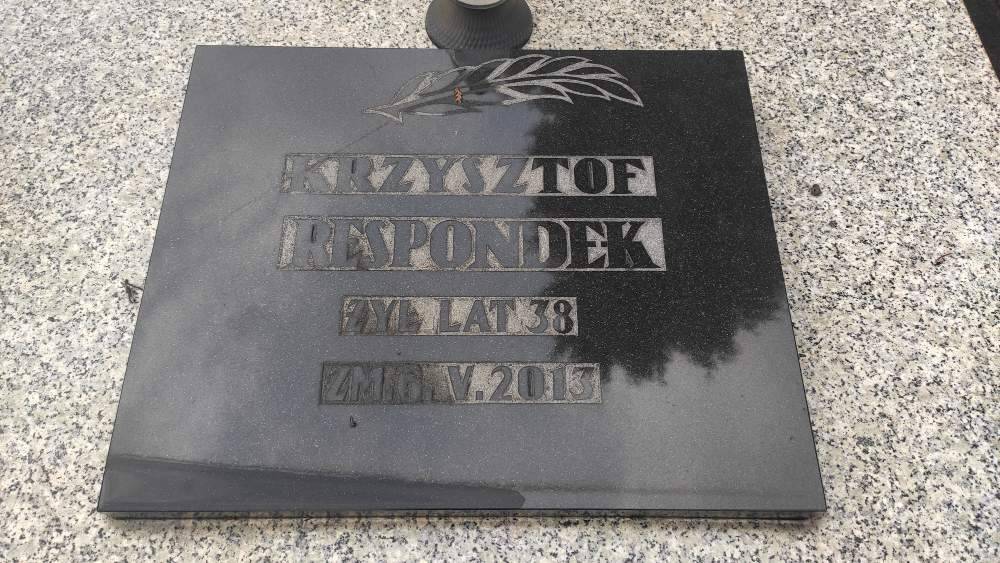 KRZYSZTOF
RESPONDEK
ŻYŁ LAT 38
ZM. 6. V. 2013